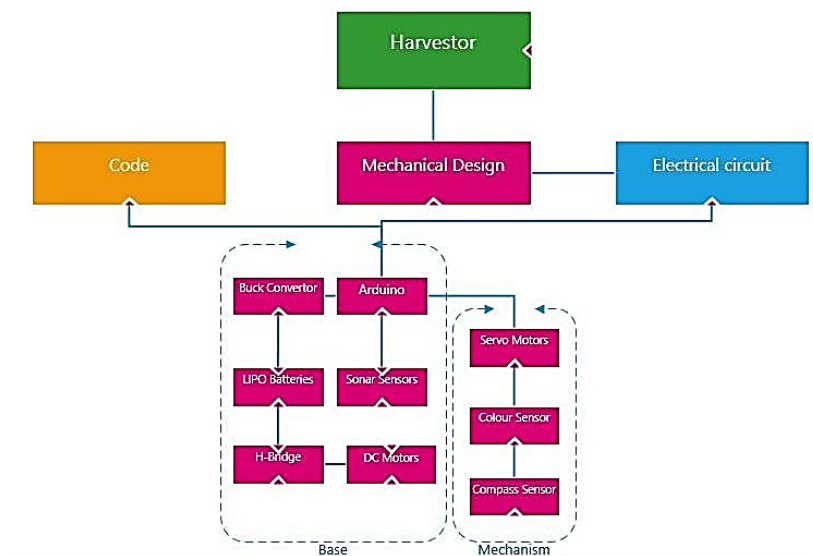 Harvestor
Code
Mechanical Design
Electrical circuit
Buck Convertor
Arduino
Servo Motors
LIPO Batteries
Sonar Sensors
Colour Sensor
H-Bridge
DC Motors
Compass Sensor
Base
Mechanism